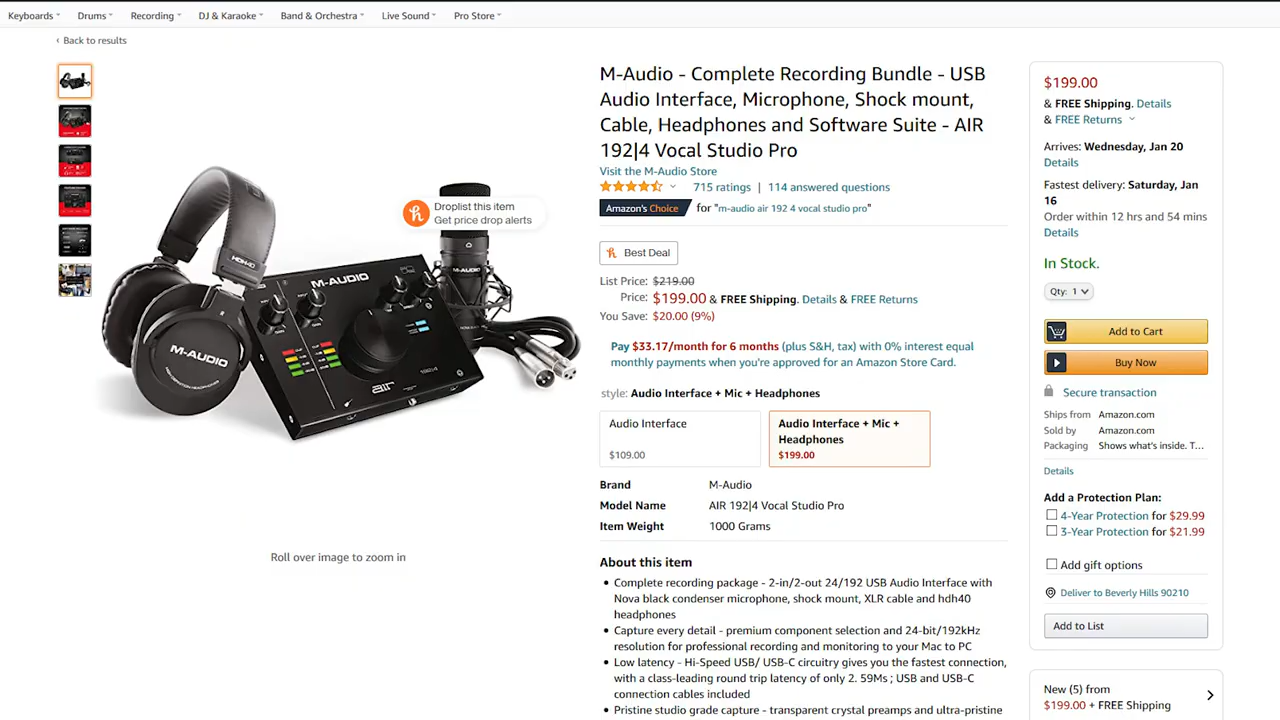 Keyboards
Drums
Recording
DJ & Karaoke
Band & Orchestra
Live Sound
Pro Store
‹ Back to results
M-Audio - Complete Recording Bundle - USB
Audio Interface, Microphone, Shock mount,
Cable, Headphones and Software Suite - AIR
192|4 Vocal Studio Pro
Visit the M-Audio Store
715 ratings | 114 answered questions
Amazon's Choice for "m-audio air 192 4 vocal studio pro"
Best Deal
List Price: $219.00
Price: $199.00 & FREE Shipping. Details & FREE Returns
You Save: $20.00 (9%)
Pay $33.17/month for 6 months (plus S&H, tax) with 0% interest equal
monthly payments when you're approved for an Amazon Store Card.
style: Audio Interface + Mic + Headphones
Audio Interface
$109.00
Audio Interface + Mic +
Headphones
$199.00
Brand M-Audio
Model Name AIR 192|4 Vocal Studio Pro
Item Weight 1000 Grams
About this item
• Complete recording package - 2-in/2-out 24/192 USB Audio Interface with
Nova black condenser microphone, shock mount, XLR cable and hdh40
headphones
• Capture every detail - premium component selection and 24-bit/192kHz
resolution for professional recording and monitoring to your Mac to PC
• Low latency - Hi-Speed USB/ USB-C circuitry gives you the fastest connection,
with a class-leading round trip latency of only 2. 59Ms ; USB and USB-C
connection cables included
• Pristine studio grade capture - transparent crystal preamps and ultra-pristine
Droplist this item
Get price drop alerts
HDH40
M-AUDIO
M-AUDIO
M-AUDIO
air
192|4
Roll over image to zoom in
$199.00
& FREE Shipping. Details
& FREE Returns
Arrives: Wednesday, Jan 20
Details
Fastest delivery: Saturday, Jan
16
Order within 12 hrs and 54 mins
Details
In Stock.
Qty: 1
Add to Cart
Buy Now
Secure transaction
Ships from Amazon.com
Sold by Amazon.com
Packaging Shows what's inside. T...
Details
Add a Protection Plan:
4-Year Protection for $29.99
3-Year Protection for $21.99
Add gift options
Deliver to Beverly Hills 90210
Add to List
New (5) from
$199.00 + FREE Shipping